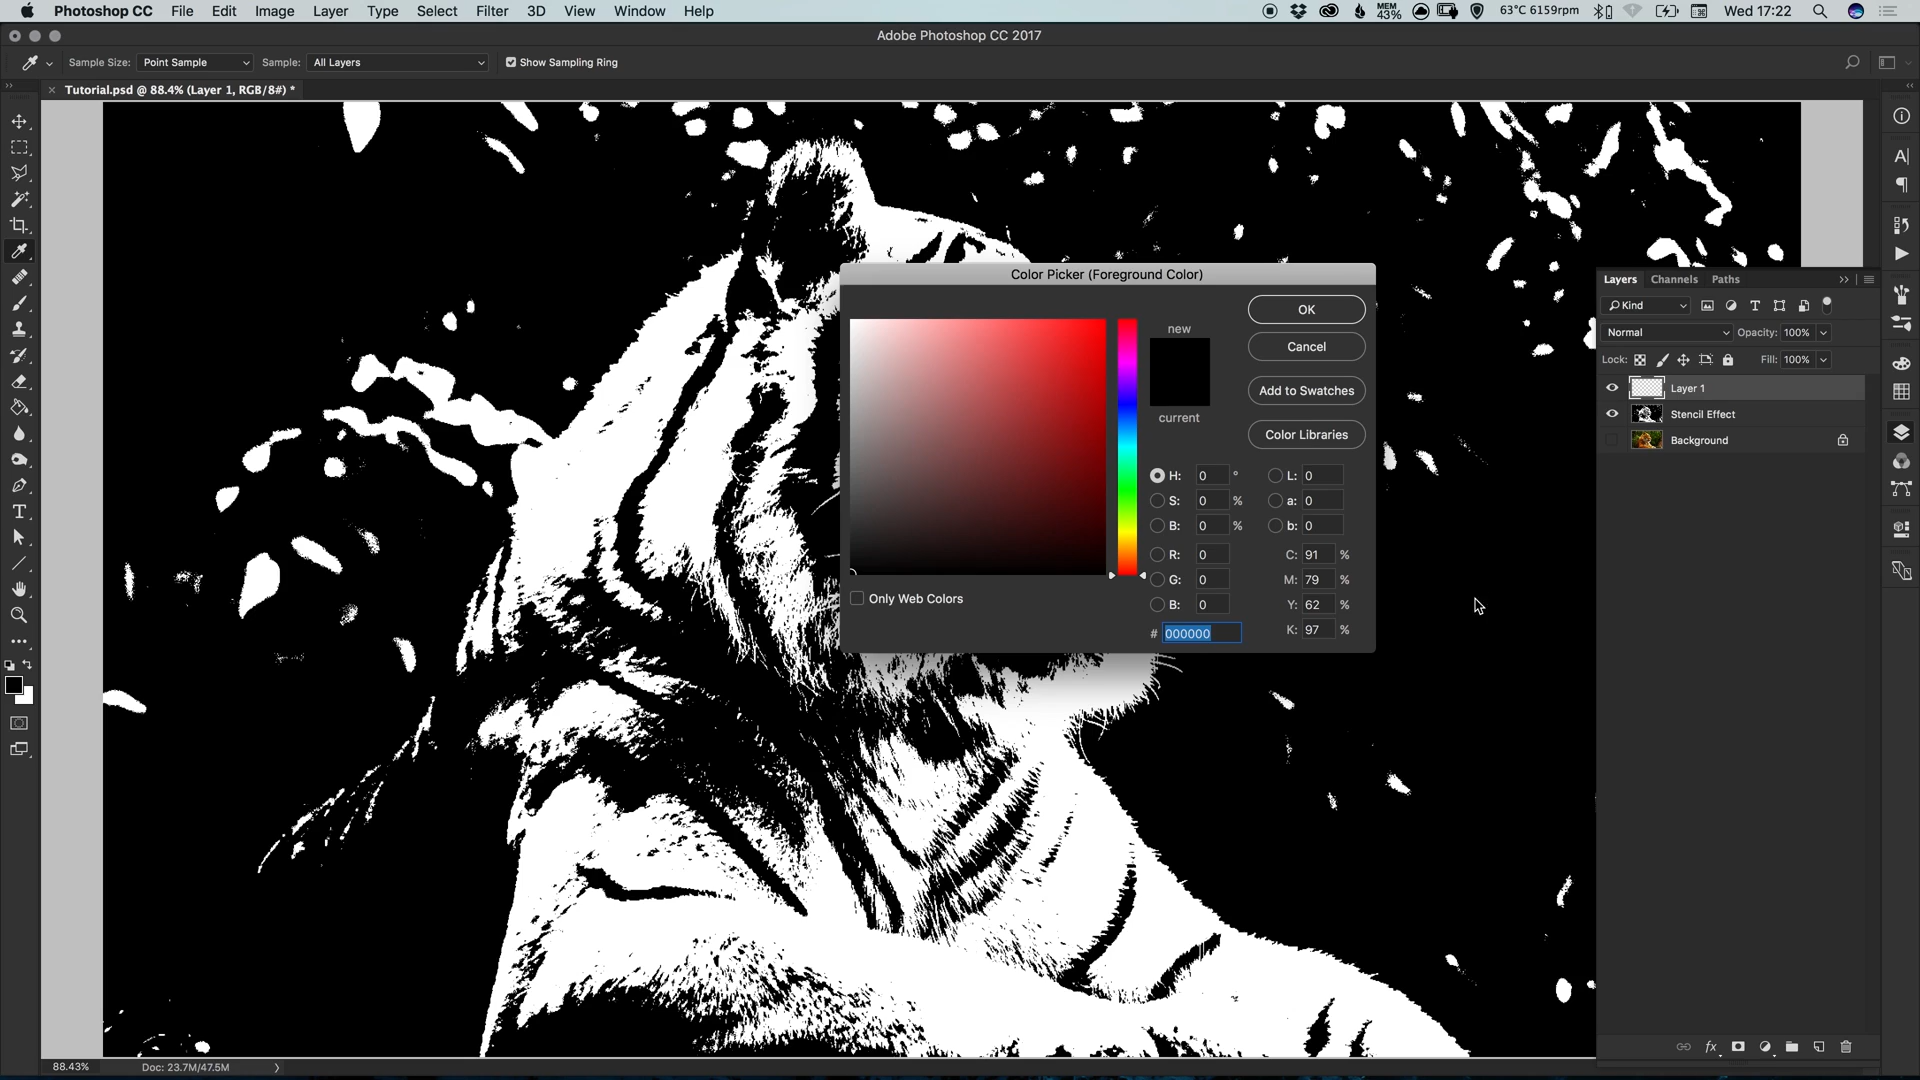 Photoshop CC File Edit Image Layer Type Select Filter 3D View Window Help MEM 43% 63°C 6159rpm Wed 17:22
Adobe Photoshop CC 2017
Sample Size: Point Sample Sample: All Layers Show Sampling Ring
Tutorial.psd @ 88.4% (Layer 1, RGB/8#) *
Color Picker (Foreground Color)
new
current
OK
Cancel
Add to Swatches
Color Libraries
H: 0 ° L: 0
S: 0 % a: 0
B: 0 % b: 0
R: 0 C: 91 %
G: 0 M: 79 %
B: 0 Y: 62 %
# 000000 K: 97 %
Only Web Colors
Layers Channels Paths
Kind
Normal Opacity: 100%
Lock: Fill: 100%
Layer 1
Stencil Effect
Background
fx
88.43% Doc: 23.7M/47.5M